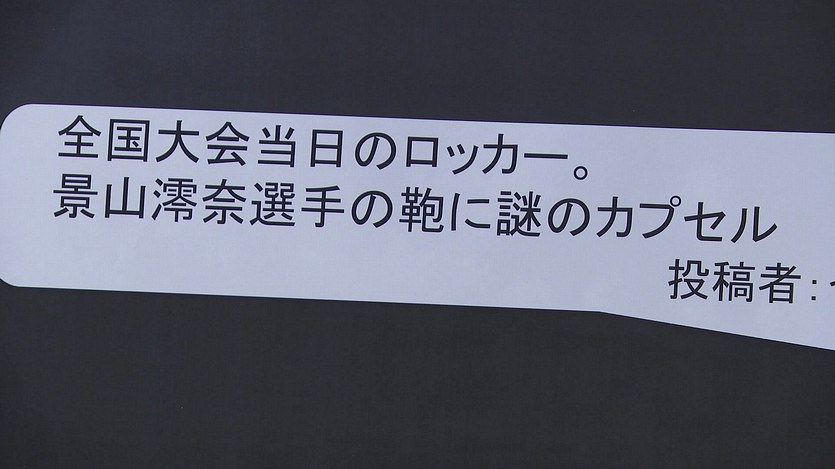 全国大会当日のロッカー。
景山澪奈選手の鞄に謎のカプセル
投稿者：